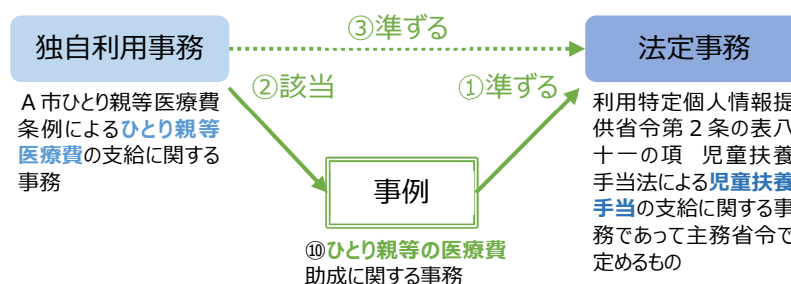 独自利用事務
③準ずる
法定事務
A市ひとり親等医療費
条例によるひとり親等
医療費の支給に関する
事務
②該当
①準ずる
利用特定個人情報提
供省令第２条の表八
十一の項 児童扶養
手当法による児童扶養
手当の支給に関する事
務であって主務省令で
定めるもの
事例
⑩ひとり親等の医療費
助成に関する事務